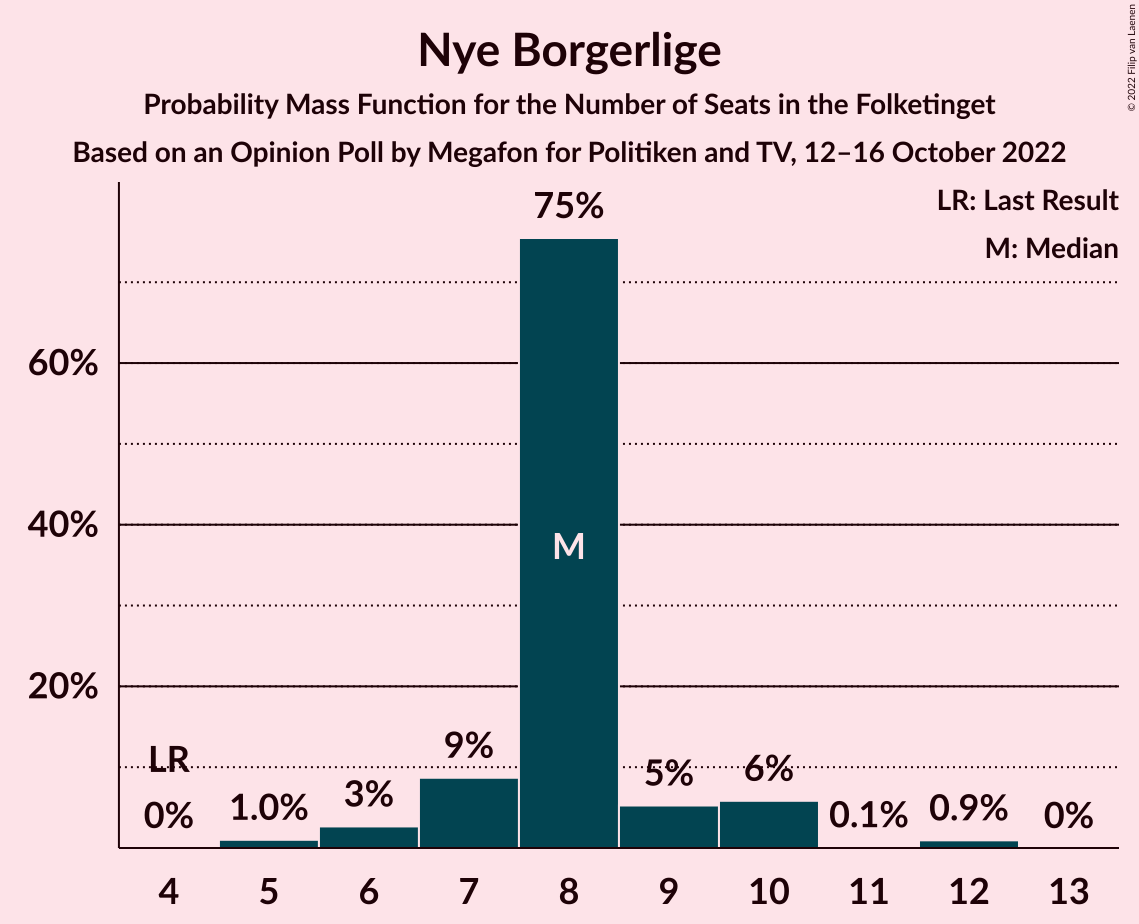 Nye Borgerlige
Probability Mass Function for the Number of Seats in the Folketinget
Based on an Opinion Poll by Megafon for Politiken and TV, 12–16 October 2022
© 2022 Filip van Laenen
LR: Last Result
M: Median
75%
60%
40%
20%
M
LR
0%
1.0%
3%
9%
5%
6%
0.1%
0.9%
0%
4 5 6 7 8 9 10 11 12 13